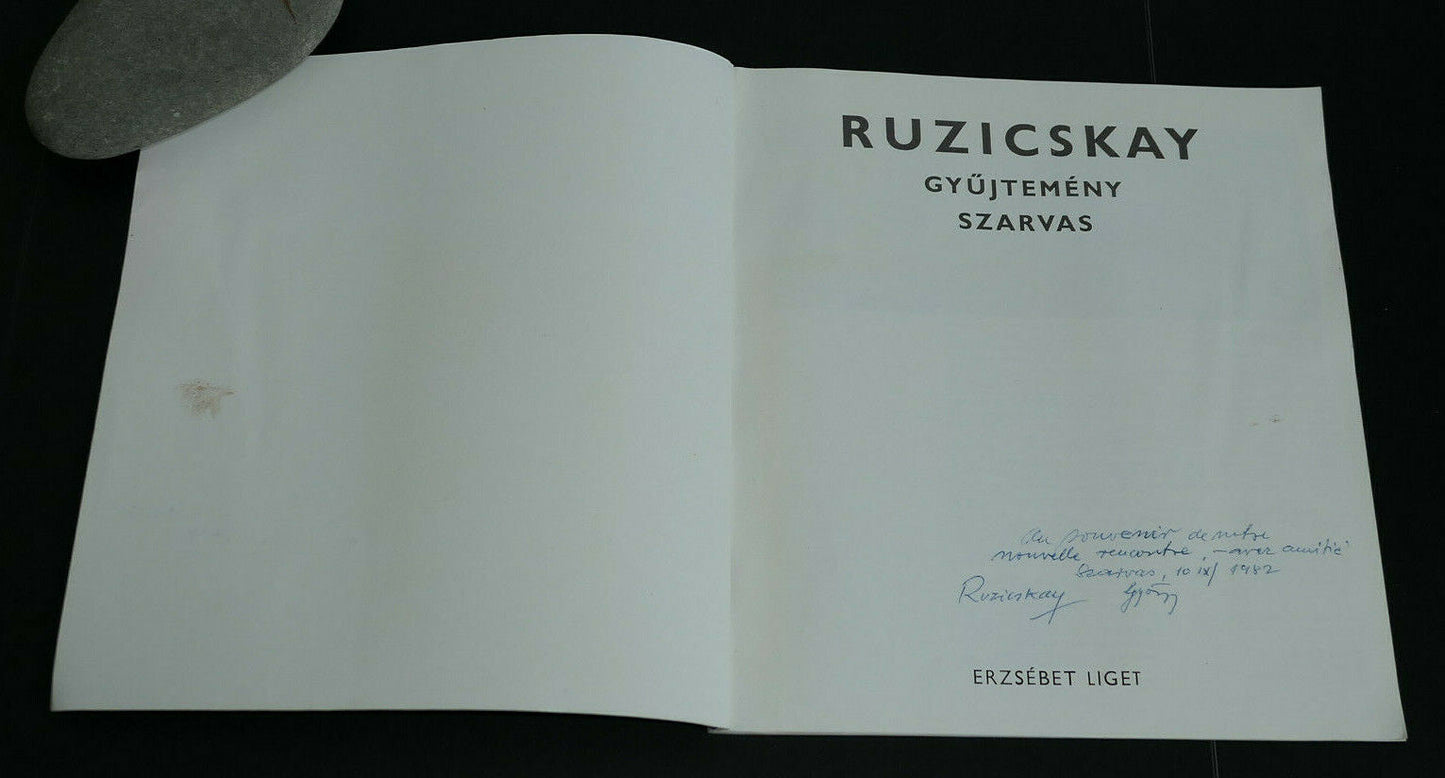 RUZICSKAY
GYŰJTEMÉNY
SZARVAS
Au souvenir de notre
nouvelle rencontre, – avec amitié
Szarvas, 10 IX/ 1982
Ruzicskay György
ERZSÉBET LIGET